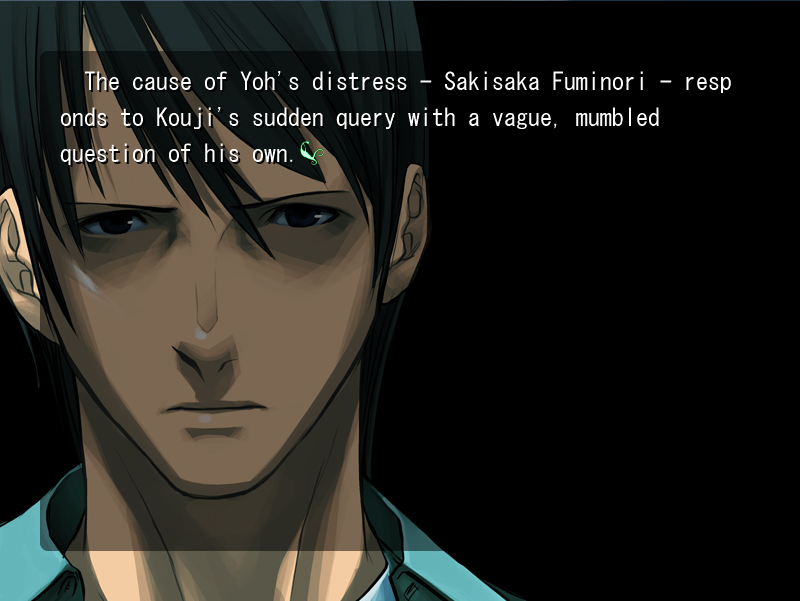 The cause of Yoh's distress – Sakisaka Fuminori – resp
onds to Kouji's sudden query with a vague, mumbled
question of his own.